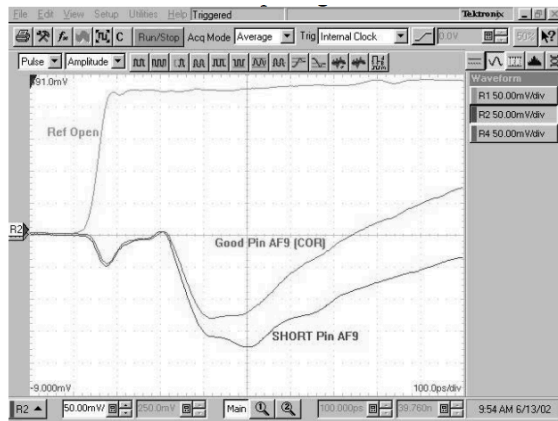 File Edit View Setup Utilities Help Triggered Tektronix
C Run/Stop Acq Mode Average Trig Internal Clock 0.0V 50% ?
Pulse Amplitude
Waveform
R1 50.00mV/div
R2 50.00mV/div
R4 50.00mV/div
Ref Open
R2
Good Pin AF9 (COR)
SHORT Pin AF9
-9.000mV 100.0ps/div
R2 50.00mV/ 250.0mV Main 100.000ps 39.760n 9:54 AM 6/13/02